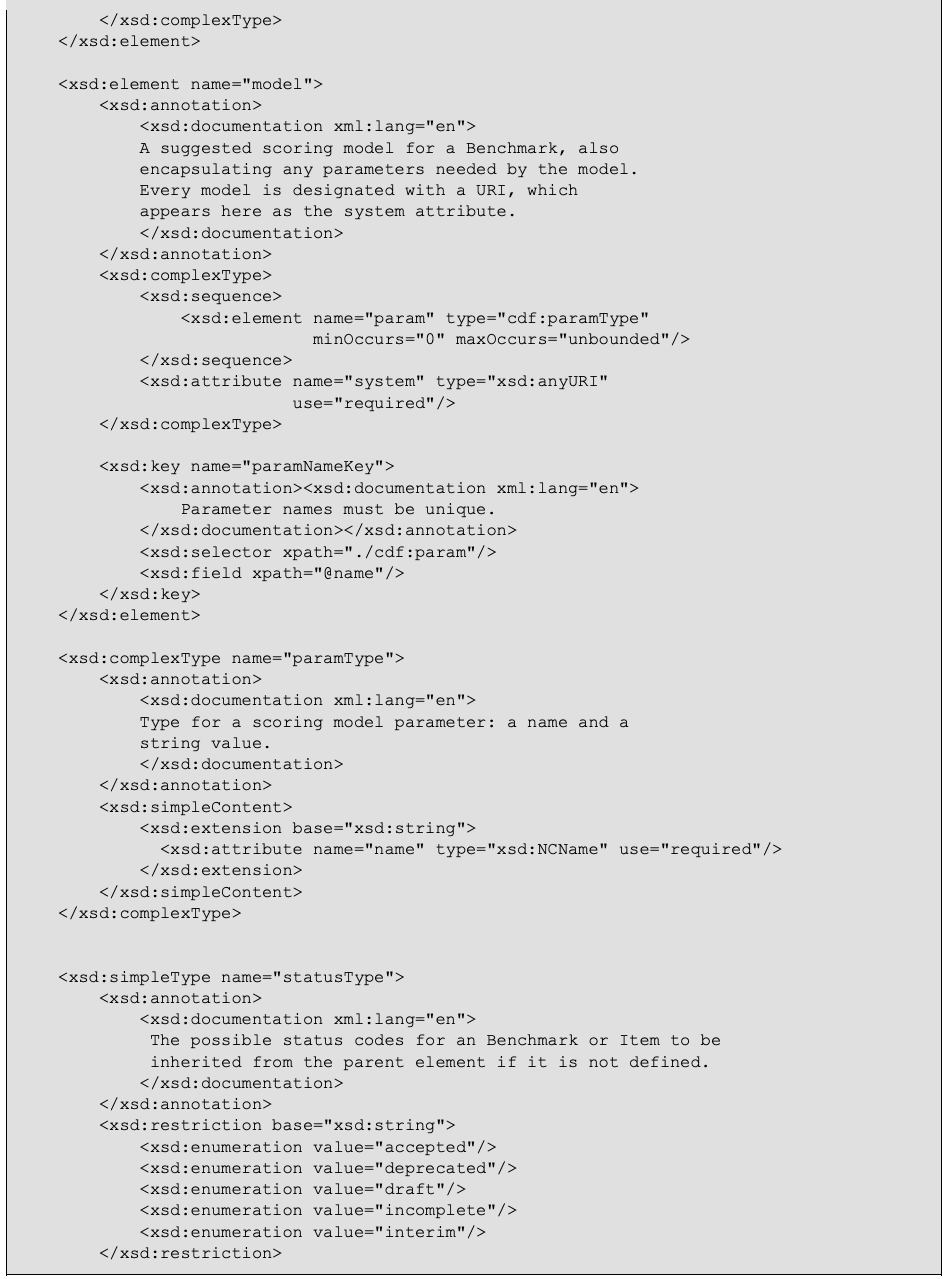 </xsd:complexType>
    </xsd:element>

    <xsd:element name="model">
        <xsd:annotation>
            <xsd:documentation xml:lang="en">
            A suggested scoring model for a Benchmark, also
            encapsulating any parameters needed by the model.
            Every model is designated with a URI, which
            appears here as the system attribute.
            </xsd:documentation>
        </xsd:annotation>
        <xsd:complexType>
            <xsd:sequence>
                <xsd:element name="param" type="cdf:paramType"
                             minOccurs="0" maxOccurs="unbounded"/>
            </xsd:sequence>
            <xsd:attribute name="system" type="xsd:anyURI"
                           use="required"/>
        </xsd:complexType>

        <xsd:key name="paramNameKey">
            <xsd:annotation><xsd:documentation xml:lang="en">
                Parameter names must be unique.
            </xsd:documentation></xsd:annotation>
            <xsd:selector xpath="./cdf:param"/>
            <xsd:field xpath="@name"/>
        </xsd:key>
    </xsd:element>

    <xsd:complexType name="paramType">
        <xsd:annotation>
            <xsd:documentation xml:lang="en">
            Type for a scoring model parameter: a name and a
            string value.
            </xsd:documentation>
        </xsd:annotation>
        <xsd:simpleContent>
            <xsd:extension base="xsd:string">
              <xsd:attribute name="name" type="xsd:NCName" use="required"/>
            </xsd:extension>
        </xsd:simpleContent>
    </xsd:complexType>


    <xsd:simpleType name="statusType">
        <xsd:annotation>
            <xsd:documentation xml:lang="en">
             The possible status codes for an Benchmark or Item to be
             inherited from the parent element if it is not defined.
            </xsd:documentation>
        </xsd:annotation>
        <xsd:restriction base="xsd:string">
            <xsd:enumeration value="accepted"/>
            <xsd:enumeration value="deprecated"/>
            <xsd:enumeration value="draft"/>
            <xsd:enumeration value="incomplete"/>
            <xsd:enumeration value="interim"/>
        </xsd:restriction>